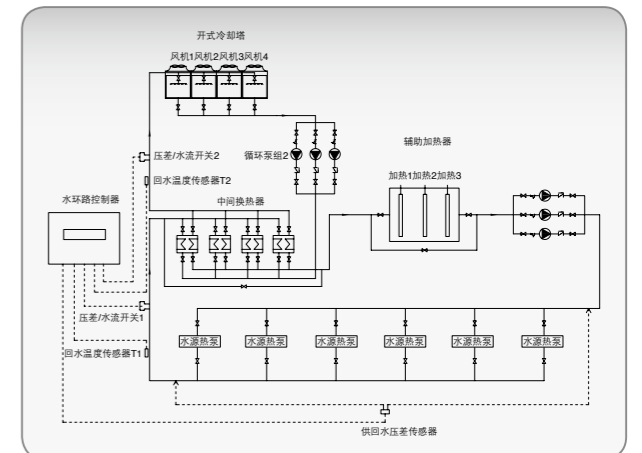 开式冷却塔
风机1风机2风机3风机4
压差/水流开关2
循环泵组2
辅助加热器
回水温度传感器T2
加热1加热2加热3
水环路控制器
中间换热器
压差/水流开关1
水源热泵 水源热泵 水源热泵 水源热泵 水源热泵 水源热泵
回水温度传感器T1
供回水压差传感器